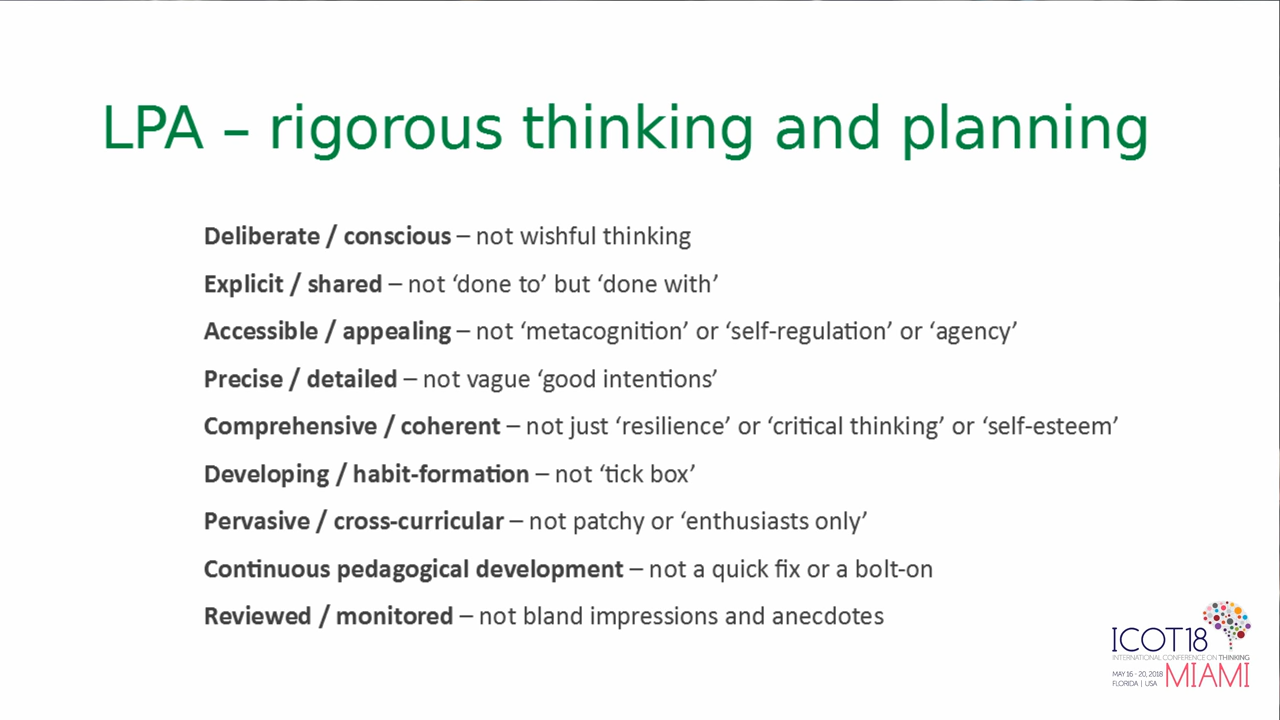 LPA – rigorous thinking and planning
Deliberate / conscious – not wishful thinking
Explicit / shared – not ‘done to’ but ‘done with’
Accessible / appealing – not ‘metacognition’ or ‘self-regulation’ or ‘agency’
Precise / detailed – not vague ‘good intentions’
Comprehensive / coherent – not just ‘resilience’ or ‘critical thinking’ or ‘self-esteem’
Developing / habit-formation – not ‘tick box’
Pervasive / cross-curricular – not patchy or ‘enthusiasts only’
Continuous pedagogical development – not a quick fix or a bolt-on
Reviewed / monitored – not bland impressions and anecdotes
ICOT18
INTERNATIONAL CONFERENCE ON THINKING
MAY 16 - 20, 2018
FLORIDA | USA
MIAMI